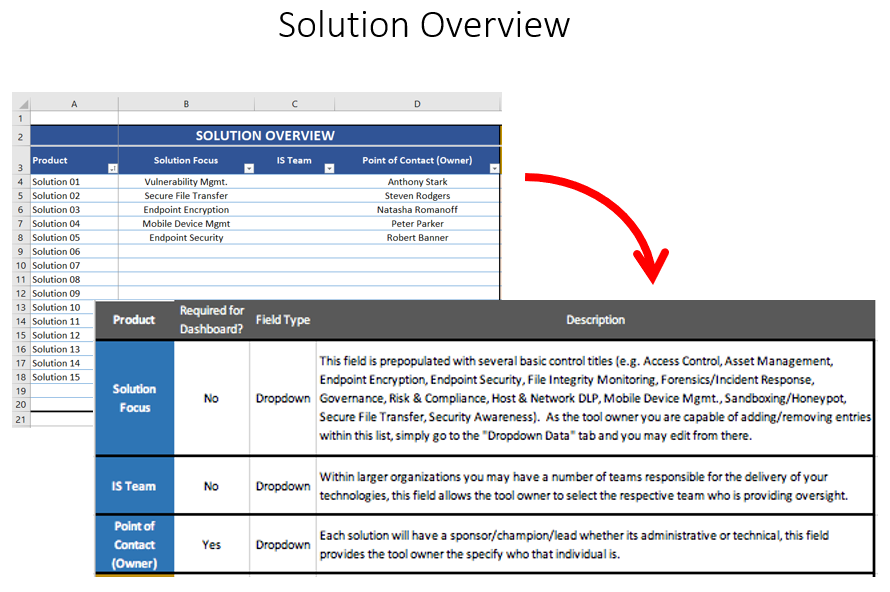 Solution Overview
A B C D
1
2 SOLUTION OVERVIEW
3 Product Solution Focus IS Team Point of Contact (Owner)
4 Solution 01 Vulnerability Mgmt. Anthony Stark
5 Solution 02 Secure File Transfer Steven Rodgers
6 Solution 03 Endpoint Encryption Natasha Romanoff
7 Solution 04 Mobile Device Mgmt Peter Parker
8 Solution 05 Endpoint Security Robert Banner
9 Solution 06
10 Solution 07
11 Solution 08
12 Solution 09
13 Solution 10
14 Solution 11
15 Solution 12
16 Solution 13
17 Solution 14
18 Solution 15
19
20
21
Product Required for Dashboard? Field Type Description
Solution Focus No Dropdown This field is prepopulated with several basic control titles (e.g. Access Control, Asset Management,
Endpoint Encryption, Endpoint Security, File Integrity Monitoring, Forensics/Incident Response,
Governance, Risk & Compliance, Host & Network DLP, Mobile Device Mgmt., Sandboxing/Honeypot,
Secure File Transfer, Security Awareness).  As the tool owner you are capable of adding/removing entries
within this list, simply go to the "Dropdown Data" tab and you may edit from there.
IS Team No Dropdown Within larger organizations you may have a number of teams responsible for the delivery of your
technologies, this field allows the tool owner to select the respective team who is providing oversight.
Point of Contact (Owner) Yes Dropdown Each solution will have a sponsor/champion/lead whether its administrative or technical, this field
provides the tool owner the specify who that individual is.